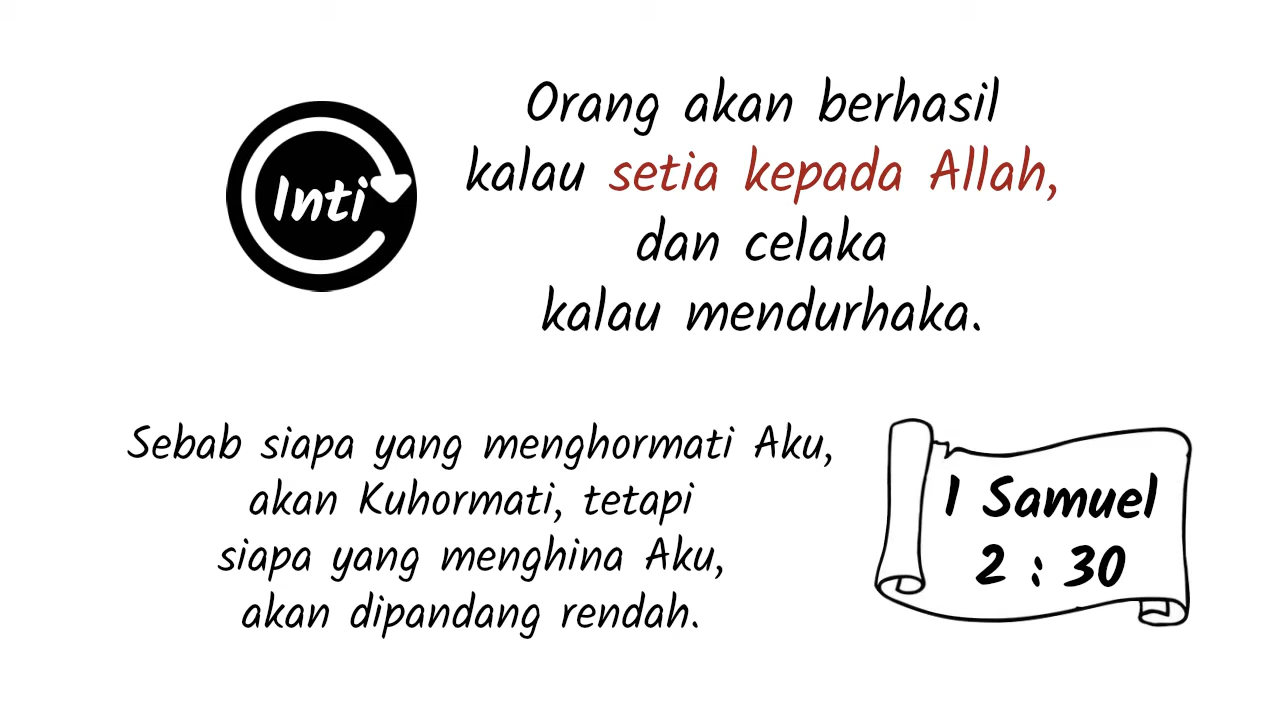 Inti
Orang akan berhasil
kalau setia kepada Allah,
dan celaka
kalau mendurhaka.
Sebab siapa yang menghormati Aku,
akan Kuhormati, tetapi
siapa yang menghina Aku,
akan dipandang rendah.
1 Samuel
2 : 30